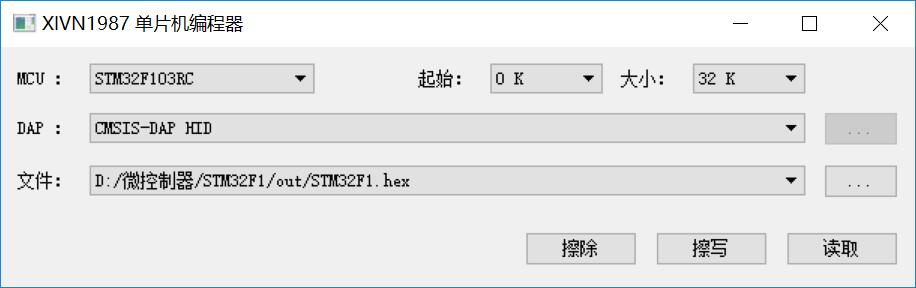 XIVN1987 单片机编程器
MCU : STM32F103RC 起始: 0 K 大小: 32 K
DAP : CMSIS-DAP HID ...
文件: D:/微控制器/STM32F1/out/STM32F1.hex ...
擦除 擦写 读取